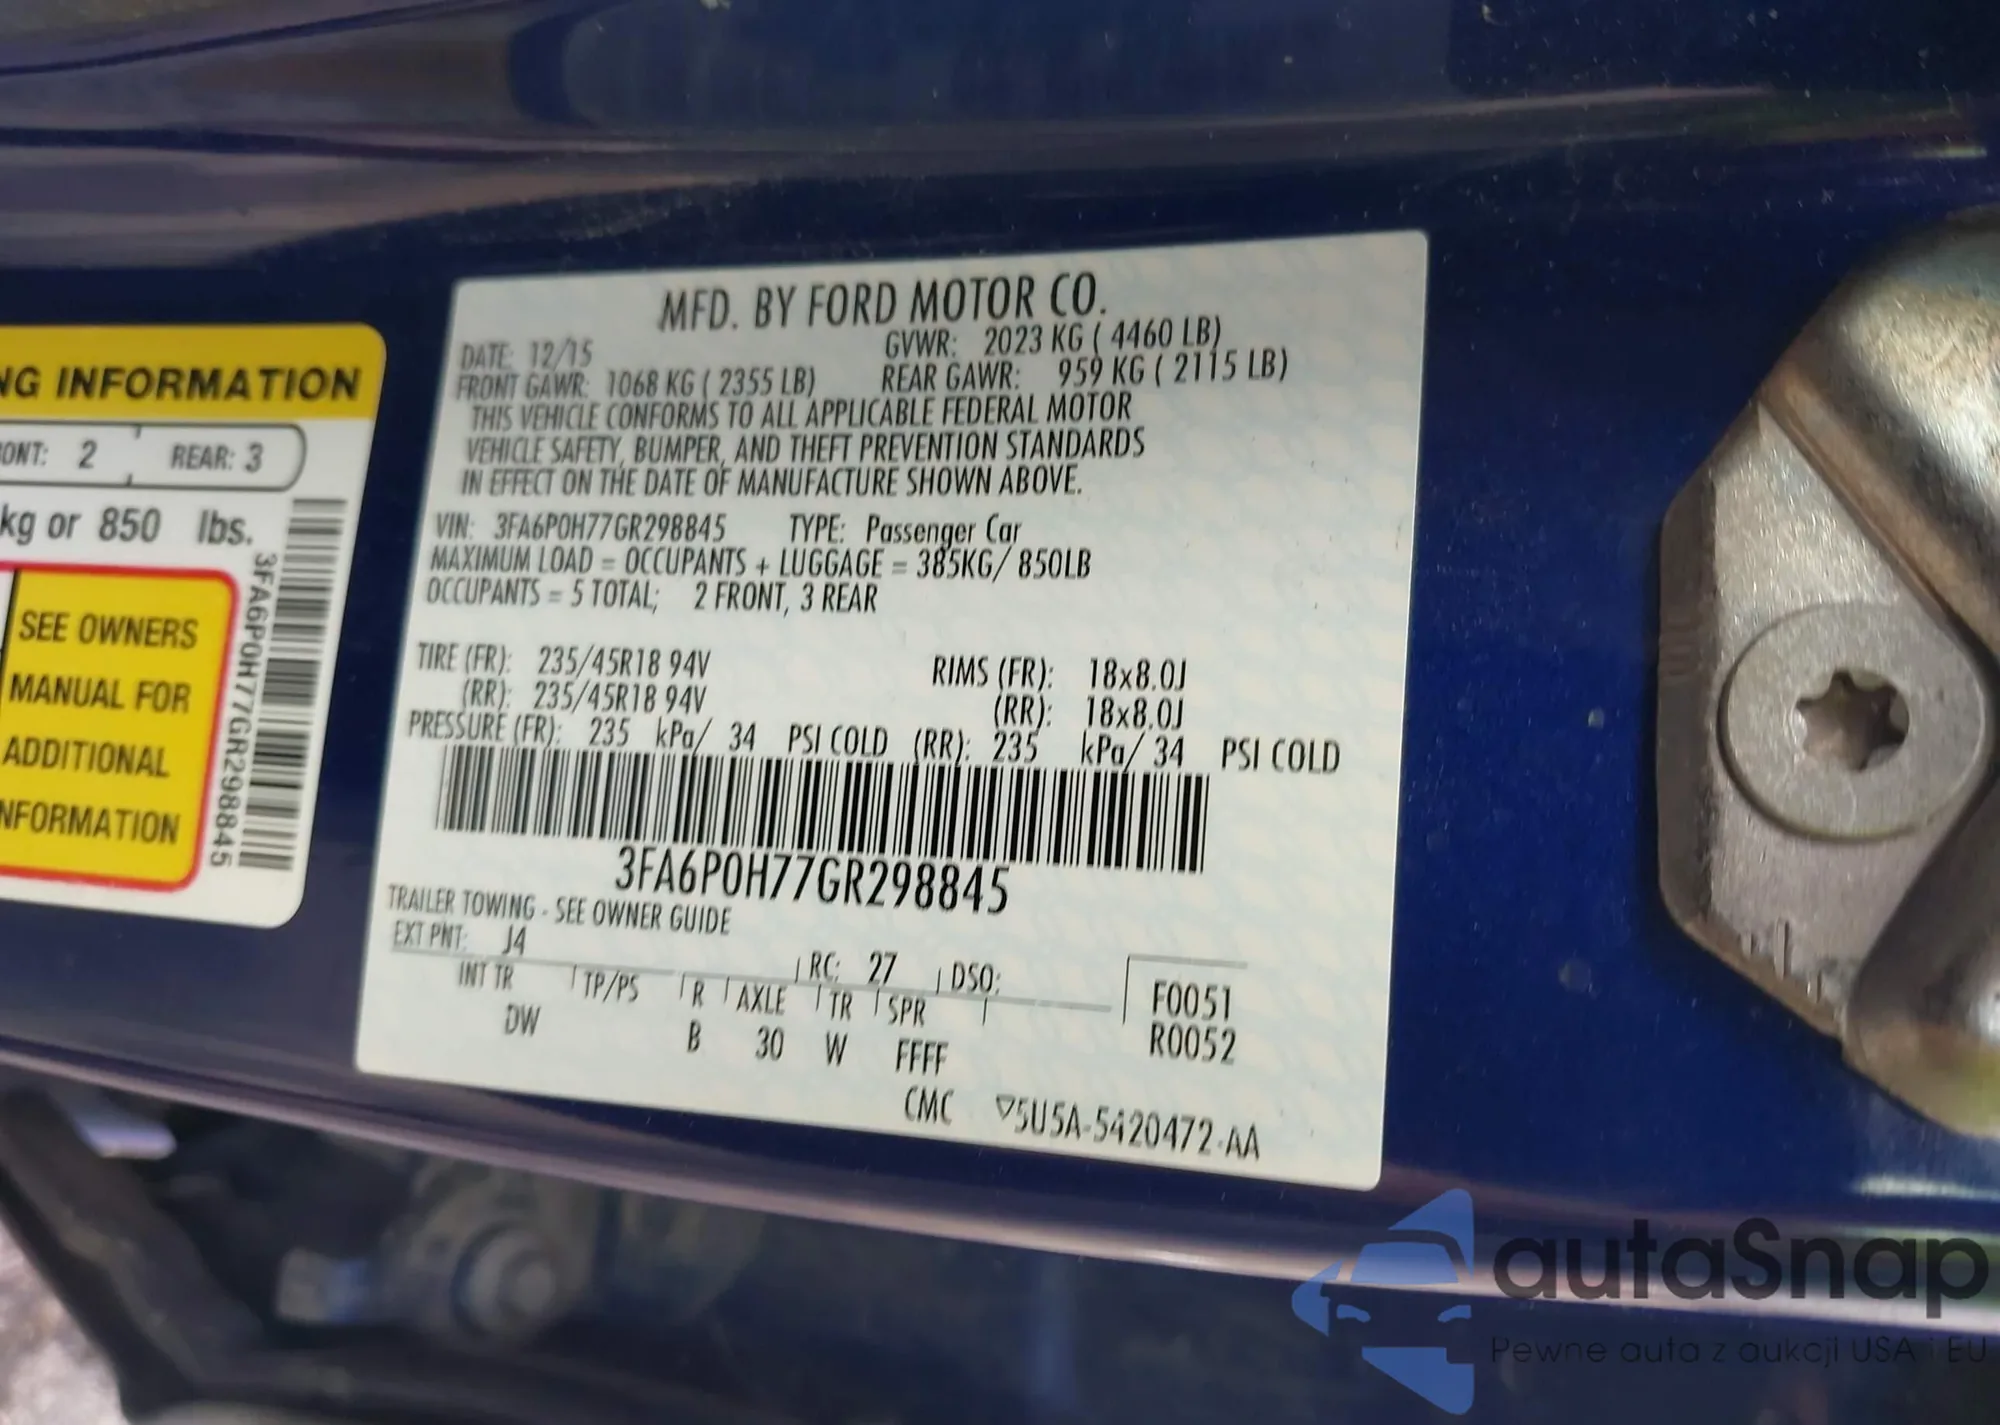 NG INFORMATION
ONT: 2 REAR: 3
kg or 850 lbs.
SEE OWNERS
MANUAL FOR
ADDITIONAL
NFORMATION
3FA6P0H77GR298845
MFD. BY FORD MOTOR CO.
DATE: 12/15 GVWR: 2023 KG ( 4460 LB)
FRONT GAWR: 1068 KG ( 2355 LB) REAR GAWR: 959 KG ( 2115 LB)
THIS VEHICLE CONFORMS TO ALL APPLICABLE FEDERAL MOTOR
VEHICLE SAFETY, BUMPER, AND THEFT PREVENTION STANDARDS
IN EFFECT ON THE DATE OF MANUFACTURE SHOWN ABOVE.
VIN: 3FA6P0H77GR298845 TYPE: Passenger Car
MAXIMUM LOAD = OCCUPANTS + LUGGAGE = 385KG/ 850LB
OCCUPANTS = 5 TOTAL; 2 FRONT, 3 REAR
TIRE (FR): 235/45R18 94V RIMS (FR): 18x8.0J
(RR): 235/45R18 94V (RR): 18x8.0J
PRESSURE (FR): 235 kPa/ 34 PSI COLD (RR): 235 kPa/ 34 PSI COLD
3FA6P0H77GR298845
TRAILER TOWING - SEE OWNER GUIDE
EXT PNT: J4 RC: 27 DSO:
INT TR TP/PS R AXLE TR SPR
DW B 30 W FFFF
F0051
R0052
CMC ▽5U5A-5420472-AA
autaSnap
Pewne auta z aukcji USA i EU